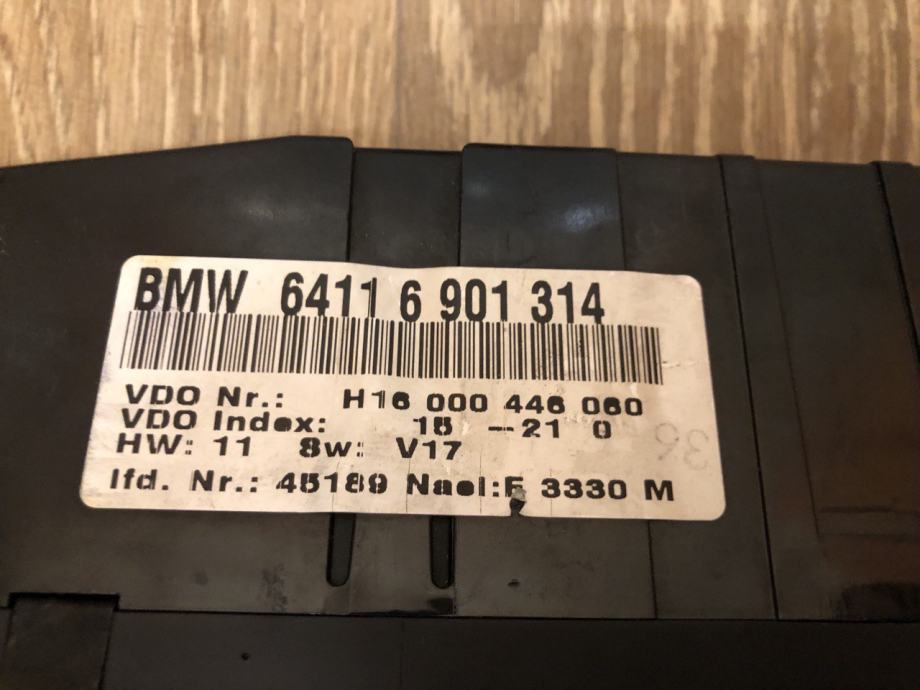 BMW 6411 6 901 314
VDO Nr.: H16 000 446 060
VDO Index: 15 -21 0
HW: 11 Sw: V17
36
lfd. Nr.: 45189 Nael: 3330 M